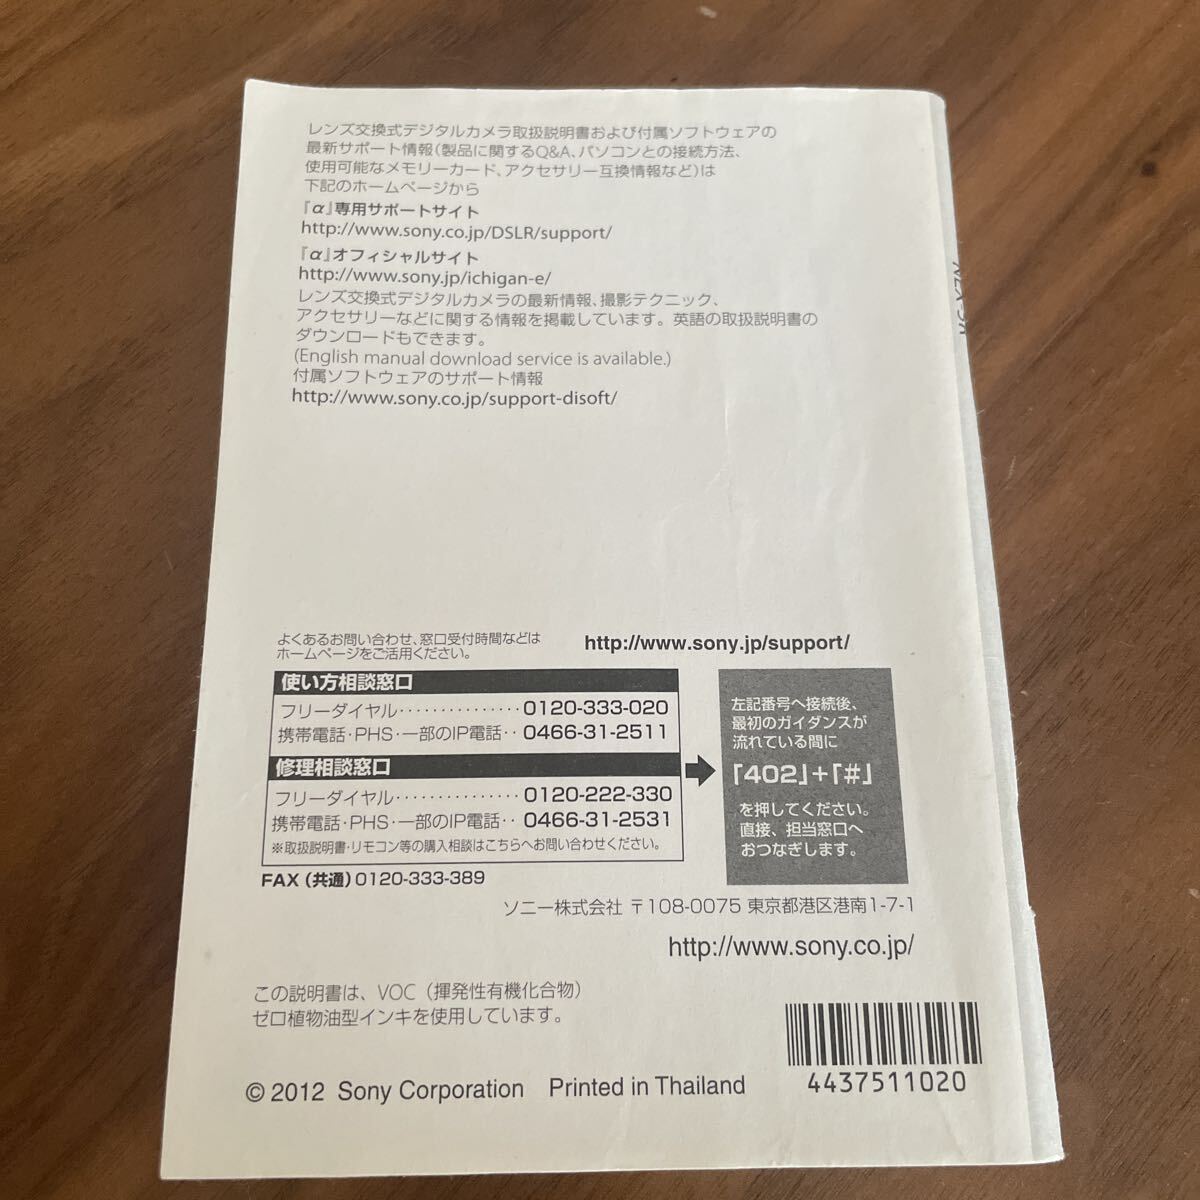 レンズ交換式デジタルカメラ取扱説明書および付属ソフトウェアの
最新サポート情報(製品に関するQ&A、パソコンとの接続方法、
使用可能なメモリーカード、アクセサリー互換情報など)は
下記のホームページから
『α』専用サポートサイト
http://www.sony.co.jp/DSLR/support/
『α』オフィシャルサイト
http://www.sony.jp/ichigan-e/
レンズ交換式デジタルカメラの最新情報、撮影テクニック、
アクセサリーなどに関する情報を掲載しています。英語の取扱説明書の
ダウンロードもできます。
(English manual download service is available.)
付属ソフトウェアのサポート情報
http://www.sony.co.jp/support-disoft/
よくあるお問い合わせ、窓口受付時間などは
ホームページをご活用ください。
http://www.sony.jp/support/
使い方相談窓口
フリーダイヤル・・・・・・・・・・・・・・・0120-333-020
携帯電話・PHS・一部のIP電話・・0466-31-2511
修理相談窓口
フリーダイヤル・・・・・・・・・・・・・・・0120-222-330
携帯電話・PHS・一部のIP電話・・0466-31-2531
※取扱説明書・リモコン等の購入相談はこちらへお問い合わせください。
左記番号へ接続後、
最初のガイダンスが
流れている間に
「402」+「#」
を押してください。
直接、担当窓口へ
おつなぎします。
FAX（共通）0120-333-389
ソニー株式会社 〒108-0075 東京都港区港南1-7-1
http://www.sony.co.jp/
この説明書は、VOC（揮発性有機化合物）
ゼロ植物油型インキを使用しています。
© 2012 Sony Corporation Printed in Thailand
4437511020